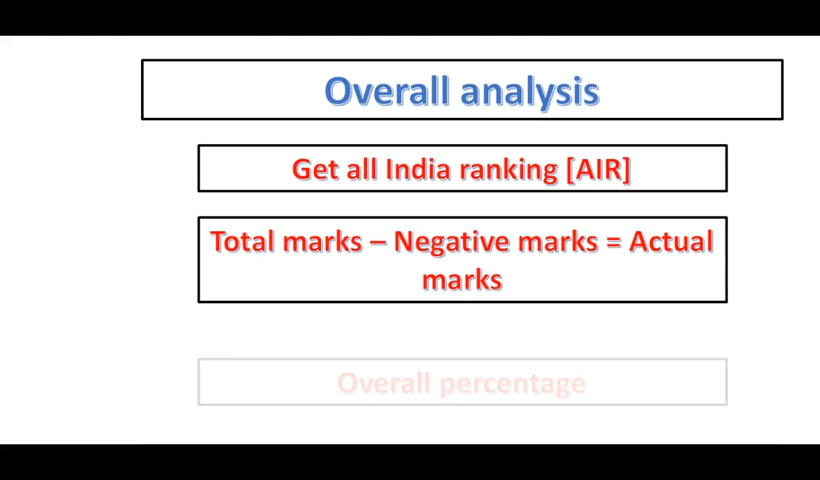 Overall analysis
Get all India ranking [AIR]
Total marks – Negative marks = Actual
marks
Overall percentage